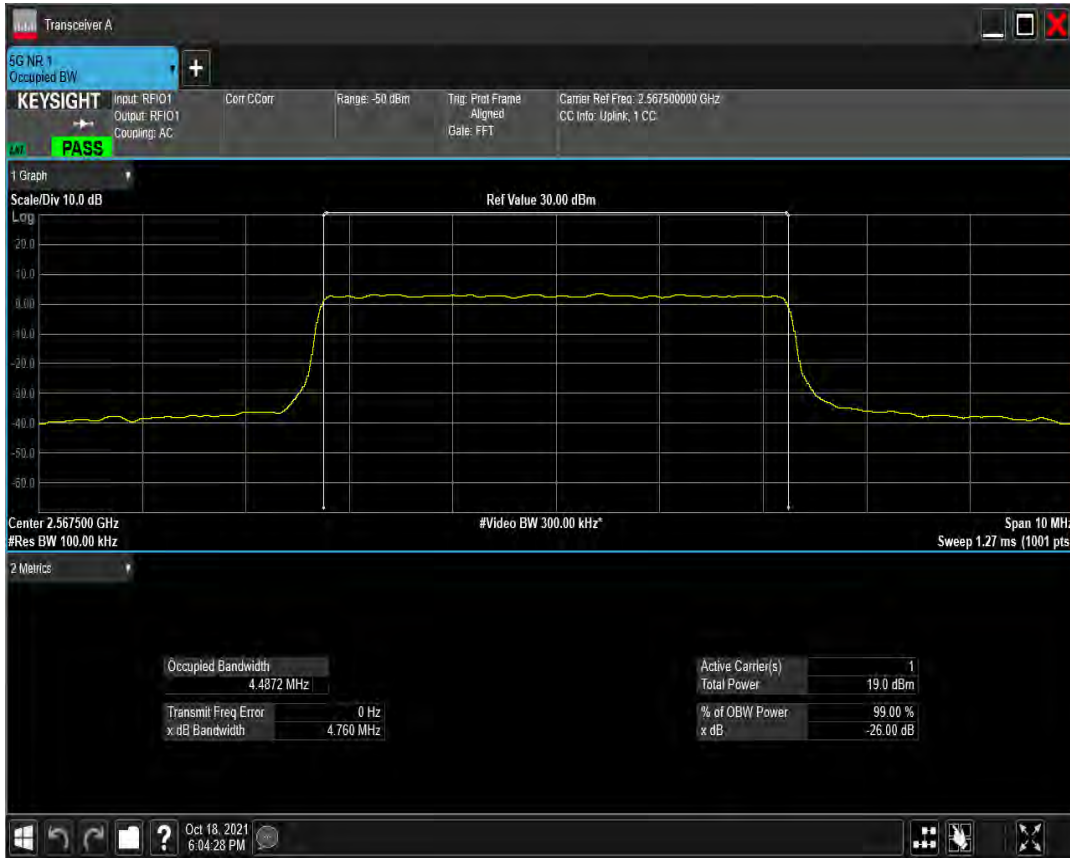 Transceiver A
5G NR 1
Occupied BW
+
KEYSIGHT
Input: RFIO1
Output: RFIO1
Coupling: AC
Corr CCorr
Range: -50 dBm
Trig: Prot Frame
Aligned
Gate: FFT
Carrier Ref Freq: 2.567500000 GHz
CC Info: Uplink, 1 CC
PASS
1 Graph
Scale/Div 10.0 dB
Ref Value 30.00 dBm
Log
20.0
10.0
0.00
-10.0
-20.0
-30.0
-40.0
-50.0
-60.0
Center 2.567500 GHz
#Video BW 300.00 kHz*
Span 10 MHz
#Res BW 100.00 kHz
Sweep 1.27 ms (1001 pts
2 Metrics
Occupied Bandwidth
4.4872 MHz
Transmit Freq Error 0 Hz
x dB Bandwidth 4.760 MHz
Active Carrier(s) 1
Total Power 19.0 dBm
% of OBW Power 99.00 %
x dB -26.00 dB
?
Oct 18, 2021
6:04:28 PM